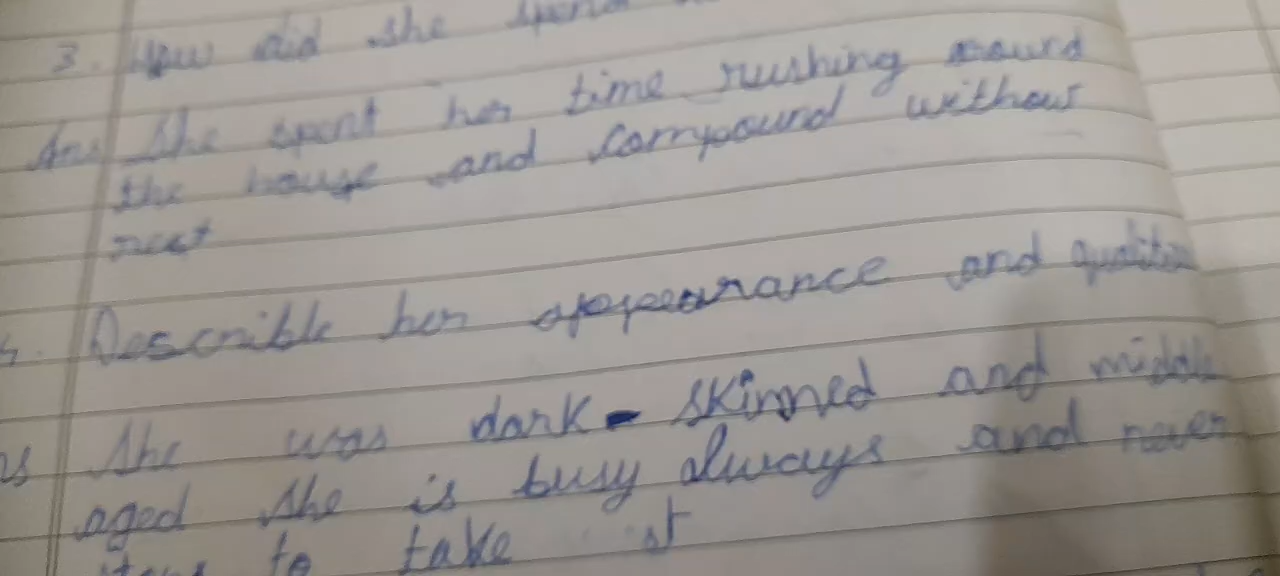 3. How did she spend
Ans She spent her time rushing around
the house and compound without
rest
4. Describle her appearance and qualities
She was dark-skinned and middle
aged she is busy always and never
to take